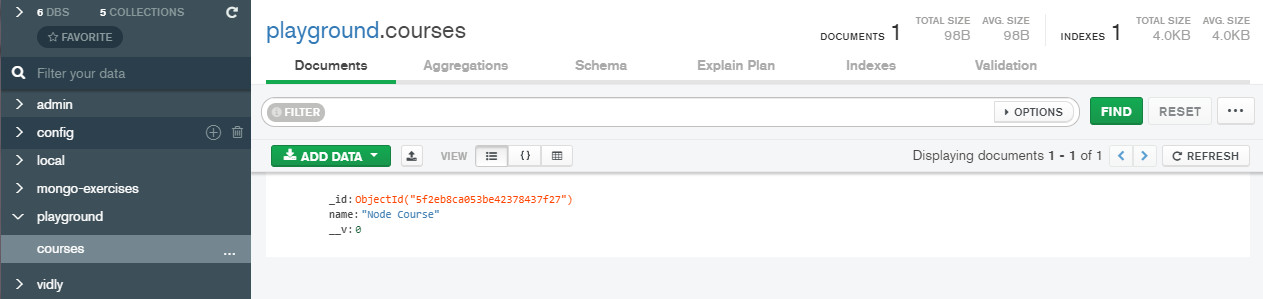 6 DBS 5 COLLECTIONS
FAVORITE
Filter your data
admin
config
local
mongo-exercises
playground
courses ...
vidly
playground.courses
DOCUMENTS 1 TOTAL SIZE 98B AVG. SIZE 98B INDEXES 1 TOTAL SIZE 4.0KB AVG. SIZE 4.0KB
Documents Aggregations Schema Explain Plan Indexes Validation
FILTER OPTIONS FIND RESET ...
ADD DATA VIEW {} Displaying documents 1 - 1 of 1 < > REFRESH
_id: ObjectId("5f2eb8ca053be42378437f27")
name: "Node Course"
__v: 0